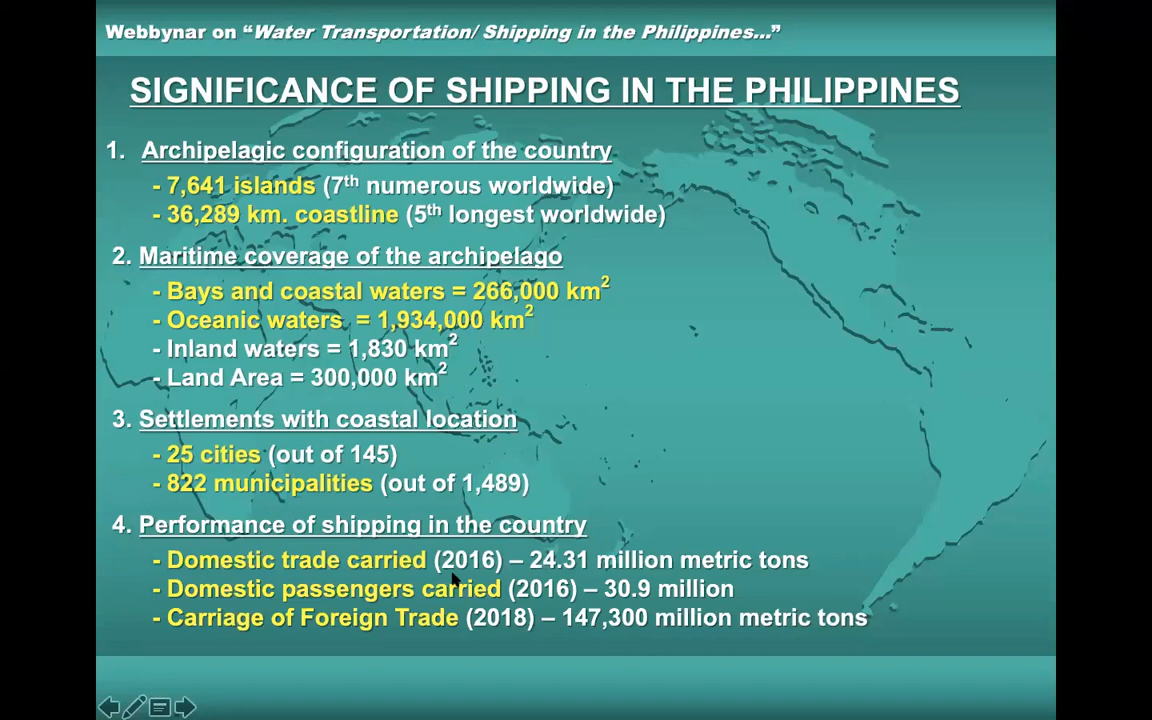 Webbynar on “Water Transportation/ Shipping in the Philippines...”
SIGNIFICANCE OF SHIPPING IN THE PHILIPPINES
1. Archipelagic configuration of the country
- 7,641 islands (7th numerous worldwide)
- 36,289 km. coastline (5th longest worldwide)
2. Maritime coverage of the archipelago
- Bays and coastal waters = 266,000 km2
- Oceanic waters = 1,934,000 km2
- Inland waters = 1,830 km2
- Land Area = 300,000 km2
3. Settlements with coastal location
- 25 cities (out of 145)
- 822 municipalities (out of 1,489)
4. Performance of shipping in the country
- Domestic trade carried (2016) – 24.31 million metric tons
- Domestic passengers carried (2016) – 30.9 million
- Carriage of Foreign Trade (2018) – 147,300 million metric tons